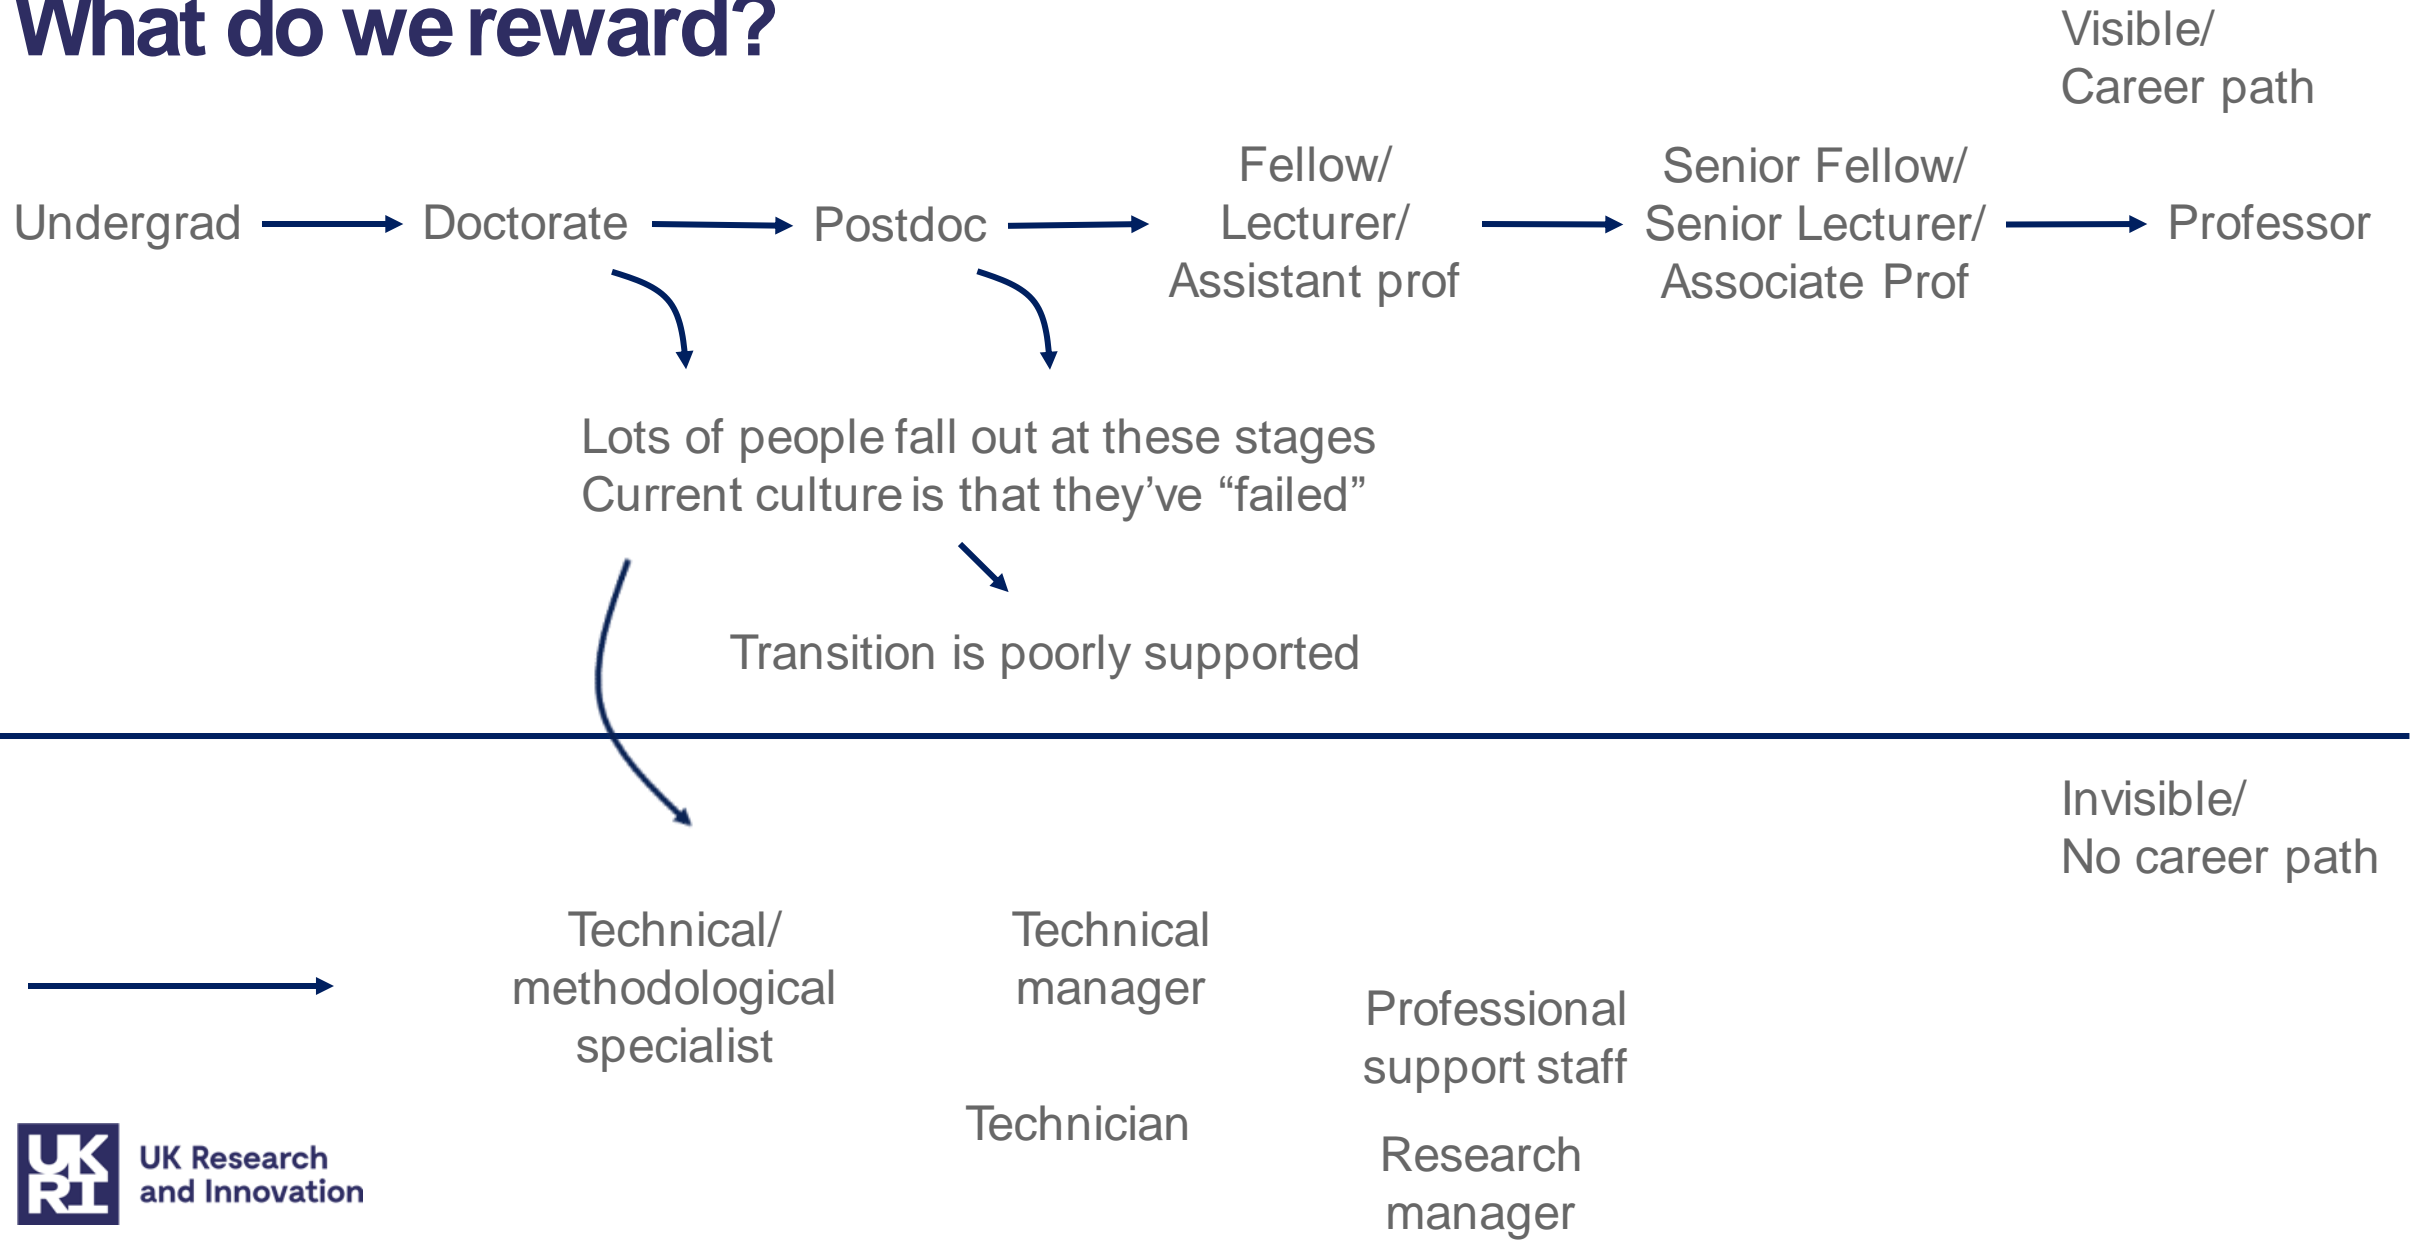 What do we reward?
Visible/
Career path
Undergrad
Doctorate
Postdoc
Fellow/
Lecturer/
Assistant prof
Senior Fellow/
Senior Lecturer/
Associate Prof
Professor
Lots of people fall out at these stages
Current culture is that they’ve “failed”
Transition is poorly supported
Invisible/
No career path
Technical/
methodological
specialist
Technical
manager
Technician
Professional
support staff
Research
manager
UK
RI
UK Research
and Innovation